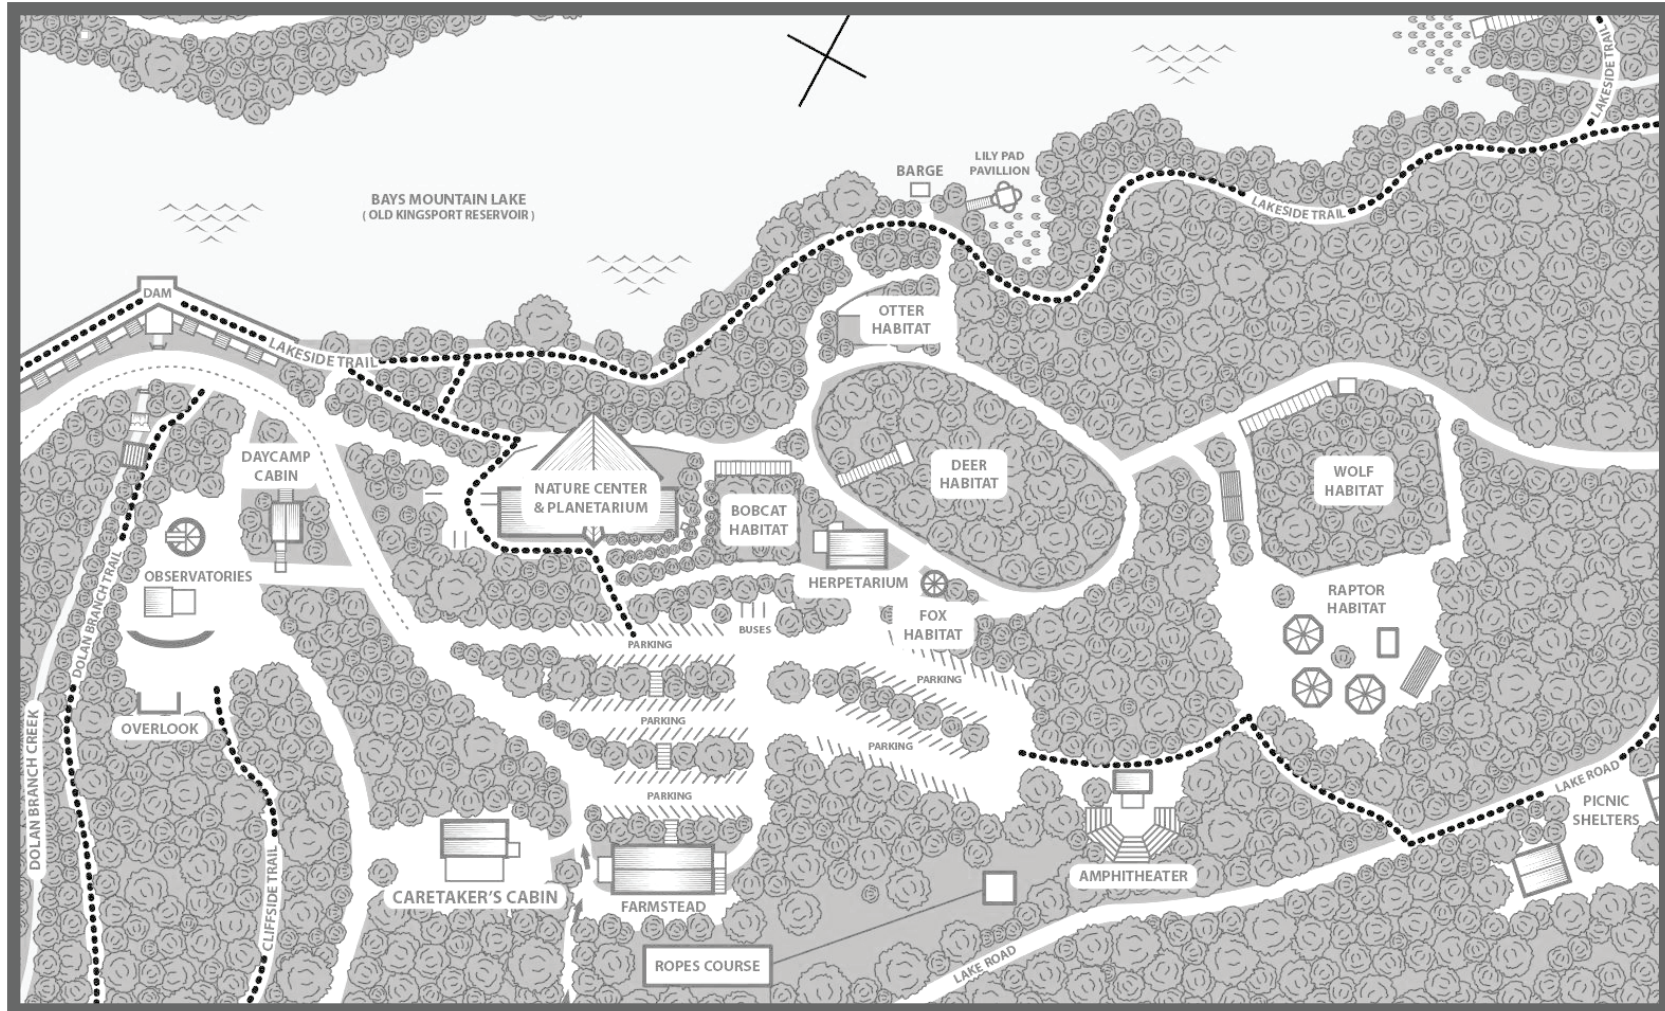 LAKESIDE TRAIL
BARGE
LILY PAD
PAVILLION
BAYS MOUNTAIN LAKE
( OLD KINGSPORT RESERVOIR )
LAKESIDE TRAIL
DAM
OTTER
HABITAT
LAKESIDE TRAIL
DAYCAMP
CABIN
DEER
HABITAT
WOLF
HABITAT
NATURE CENTER
& PLANETARIUM
BOBCAT
HABITAT
OBSERVATORIES
HERPETARIUM
RAPTOR
HABITAT
DOLAN BRANCH TRAIL
FOX
HABITAT
BUSES
PARKING
PARKING
OVERLOOK
PARKING
PARKING
DOLAN BRANCH CREEK
PARKING
LAKE ROAD
PICNIC
SHELTERS
CLIFFSIDE TRAIL
CARETAKER'S CABIN
FARMSTEAD
AMPHITHEATER
ROPES COURSE
LAKE ROAD